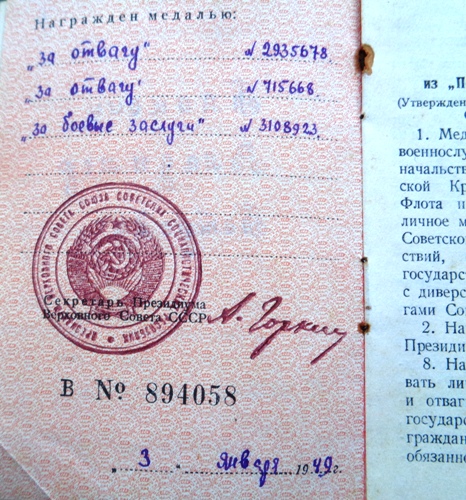 Награжден медалью:
„за отвагу" № 2935678
„за отвагу' № 715668
„за боевые заслуги" № 3108923
Секретарь Президиума
Верховного Совета СССР А. Горкин
В № 894058
„ 3 январ я 1949 г.
из „П
(Утвержден
1. Мед
военнослу
начальств
ской Кр
Флота и
личное м
Советско
ствий,
государс
с диверс
гами Сов
2. На
Президи
8. На
вать ли
и отваг
государс
граждан
обязанно